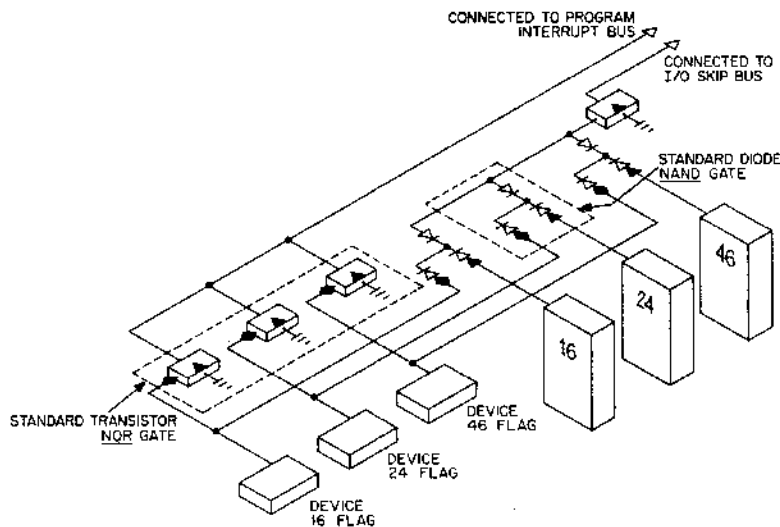 CONNECTED TO PROGRAM
INTERRUPT BUS
CONNECTED TO
I/O SKIP BUS
STANDARD DIODE
NAND GATE
46
24
16
STANDARD TRANSISTOR
NOR GATE
DEVICE
46 FLAG
DEVICE
24 FLAG
DEVICE
16 FLAG